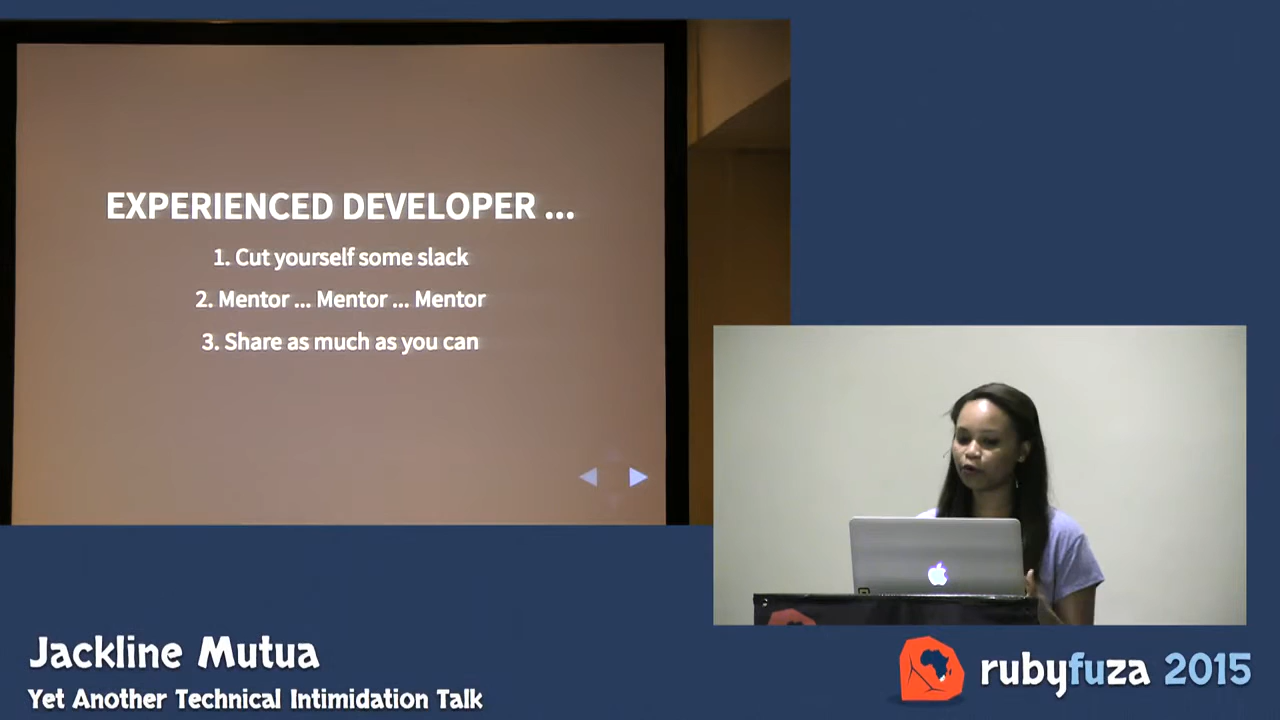 EXPERIENCED DEVELOPER ...
1. Cut yourself some slack
2. Mentor ... Mentor ... Mentor
3. Share as much as you can
Jackline Mutua
Yet Another Technical Intimidation Talk
rubyfuza 2015